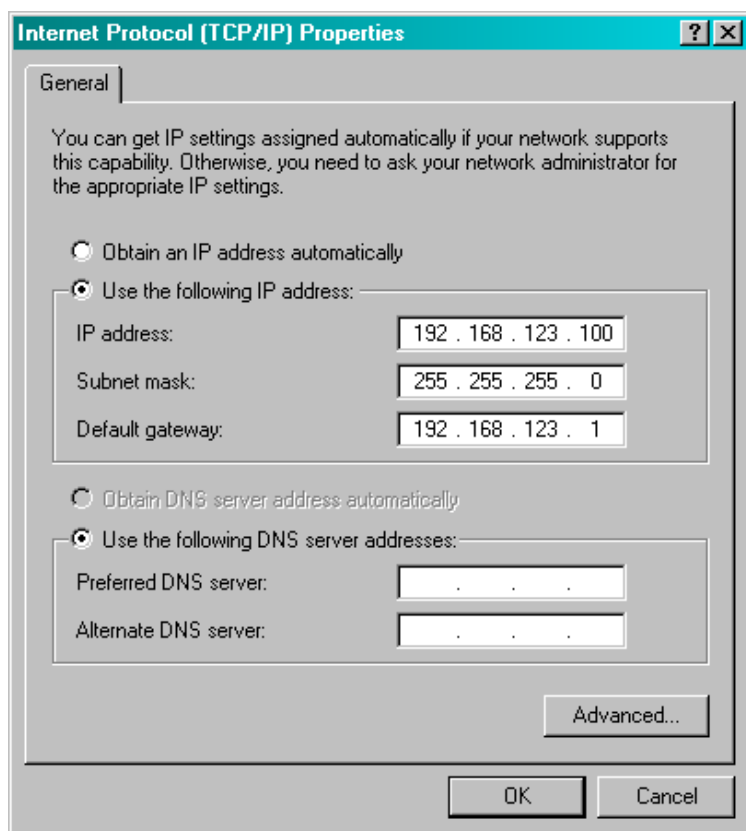 Internet Protocol (TCP/IP) Properties
General
You can get IP settings assigned automatically if your network supports
this capability. Otherwise, you need to ask your network administrator for
the appropriate IP settings.
Obtain an IP address automatically
Use the following IP address:
IP address: 192 . 168 . 123 . 100
Subnet mask: 255 . 255 . 255 . 0
Default gateway: 192 . 168 . 123 . 1
Obtain DNS server address automatically
Use the following DNS server addresses:
Preferred DNS server: . . .
Alternate DNS server: . . .
Advanced...
OK Cancel